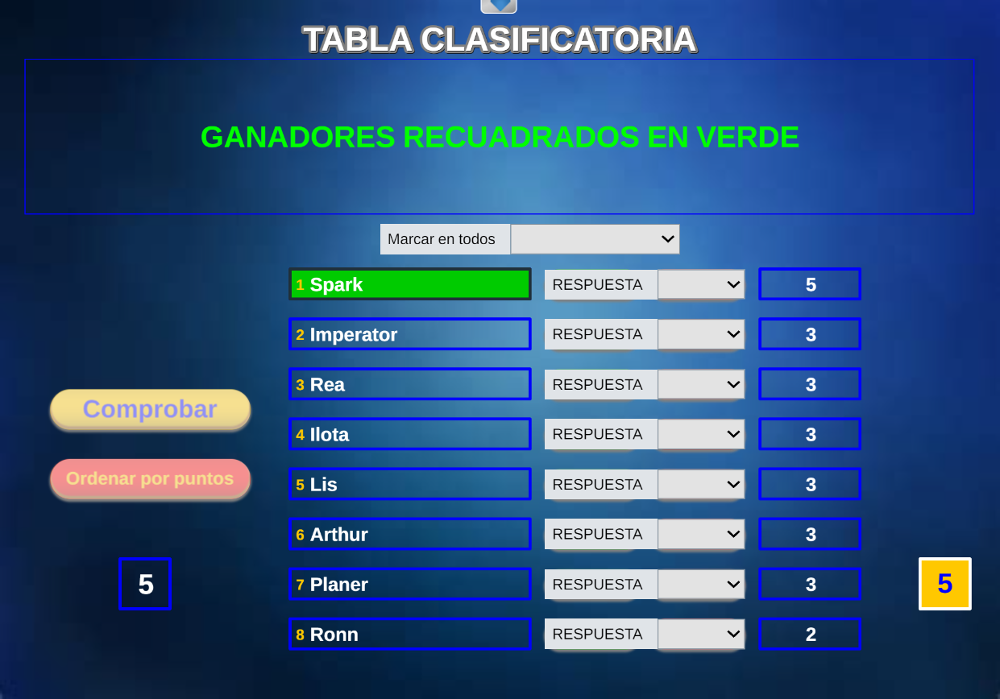 TABLA CLASIFICATORIA
GANADORES RECUADRADOS EN VERDE
Marcar en todos
1 Spark RESPUESTA 5
2 Imperator RESPUESTA 3
3 Rea RESPUESTA 3
4 Ilota RESPUESTA 3
5 Lis RESPUESTA 3
6 Arthur RESPUESTA 3
7 Planer RESPUESTA 3
8 Ronn RESPUESTA 2
Comprobar
Ordenar por puntos
5
5